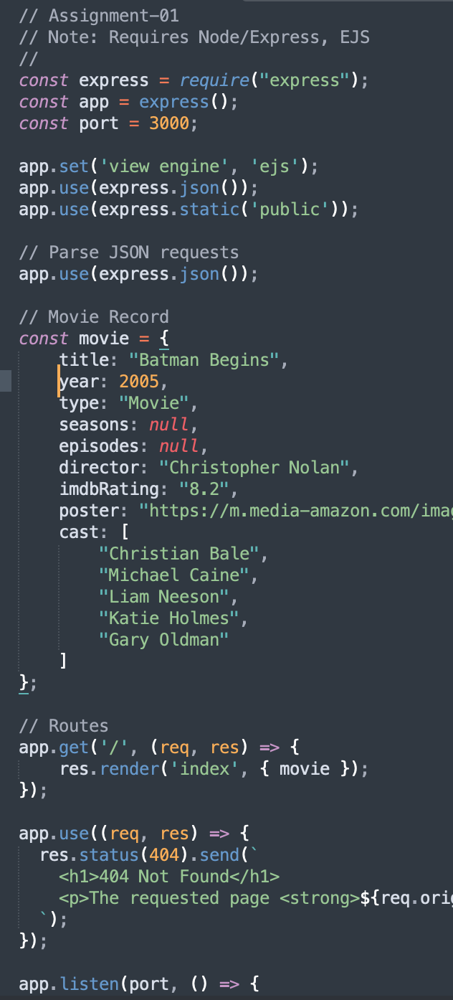 // Assignment-01
// Note: Requires Node/Express, EJS
//
const express = require("express");
const app = express();
const port = 3000;
app.set('view engine', 'ejs');
app.use(express.json());
app.use(express.static('public'));
// Parse JSON requests
app.use(express.json());
// Movie Record
const movie = {
title: "Batman Begins",
year: 2005,
type: "Movie",
seasons: null,
episodes: null,
director: "Christopher Nolan",
imdbRating: "8.2",
poster: "https://m.media-amazon.com/ima
cast: [
"Christian Bale",
"Michael Caine",
"Liam Neeson",
"Katie Holmes",
"Gary Oldman"
]
};
// Routes
app.get('/', (req, res) => {
res.render('index', { movie });
});
app.use((req, res) => {
res.status(404).send(`
<h1>404 Not Found</h1>
<p>The requested page <strong>${req.ori
`);
});
app.listen(port, () => {